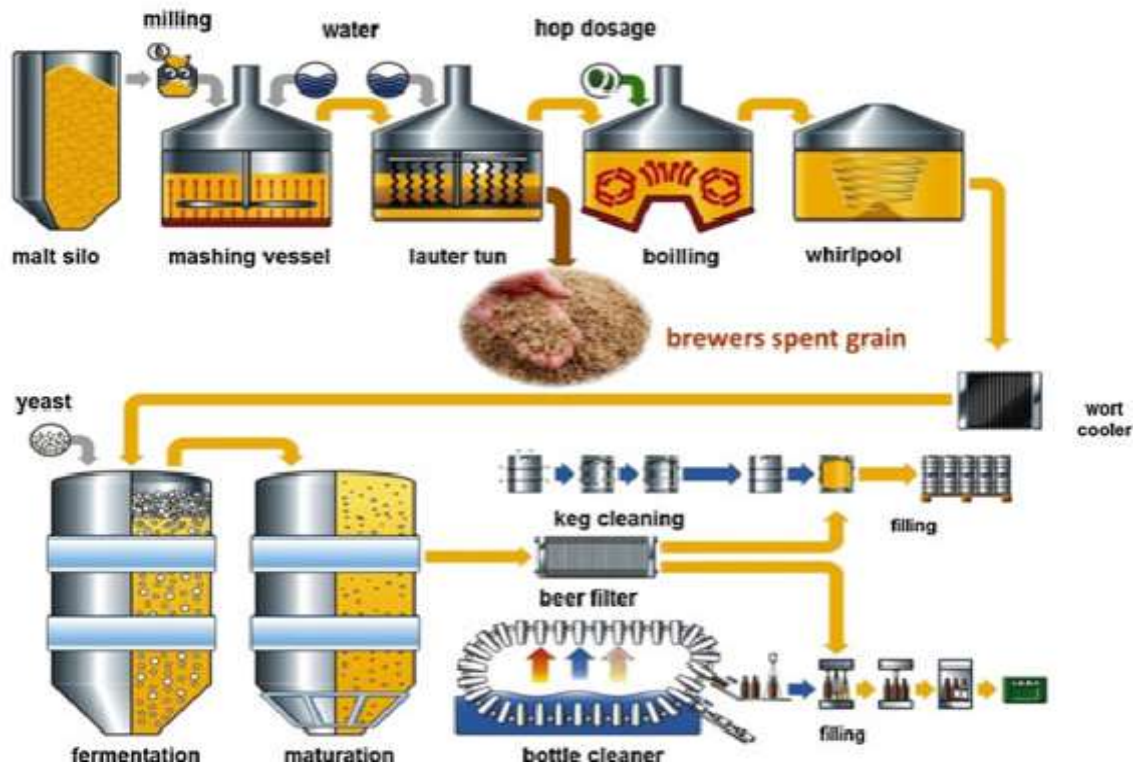 milling
water
hop dosage
malt silo
mashing vessel
lauter tun
boilling
whirlpool
brewers spent grain
yeast
wort
cooler
keg cleaning
filling
beer filter
fermentation
maturation
bottle cleaner
filling